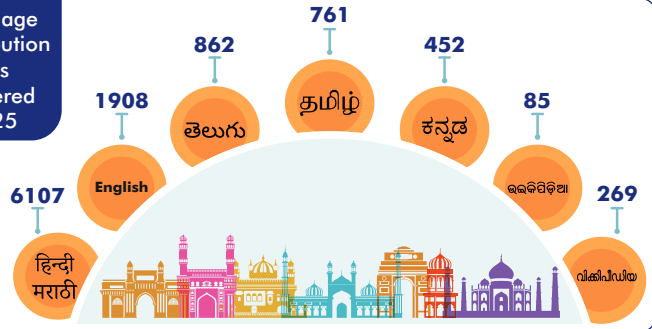 age
ution
s
ered
25
6107
हिन्दी
मराठी
1908
English
862
తెలుగు
761
தமிழ்
452
ಕನ್ನಡ
85
ଉଇକିପିଡ଼ିଆ
269
വിക്കിപീഡിയ